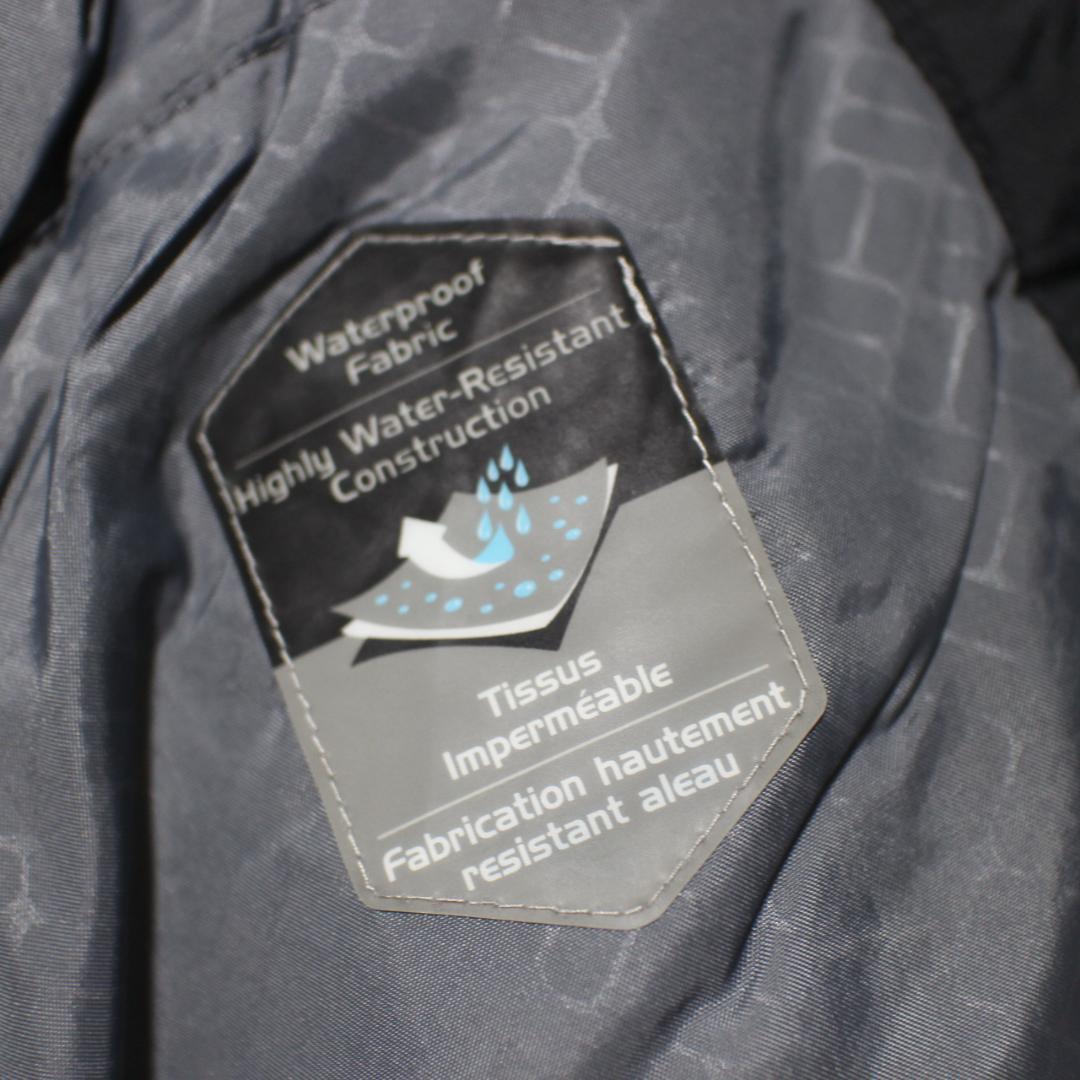 Waterproof
Fabric
Highly Water-Resistant
Construction
Tissus
Imperméable
Fabrication hautement
resistant aleau